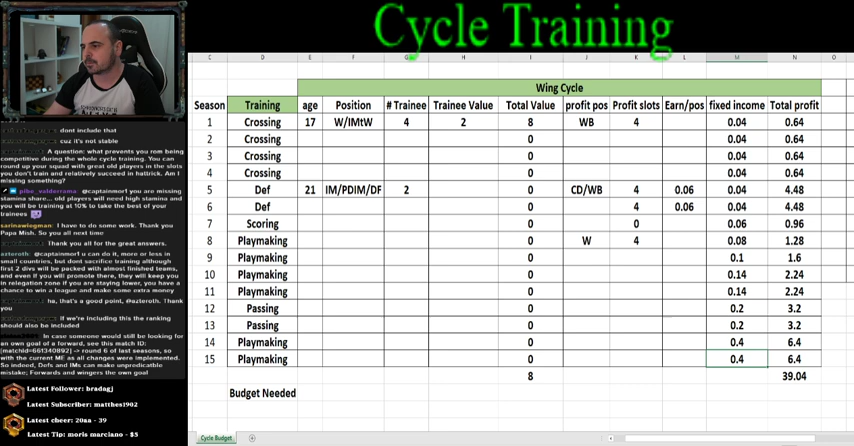 Cycle Training
C D E F G H I J K L M N O
Wing Cycle
Season Training age Position # Trainee Trainee Value Total Value profit pos Profit slots Earn/pos fixed income Total profit
1 Crossing 17 W/IMtW 4 2 8 WB 4 0.04 0.64
2 Crossing 0 0.04 0.64
3 Crossing 0 0.04 0.64
4 Crossing 0 0.04 0.64
5 Def 21 IM/PDIM/DF 2 0 CD/WB 4 0.06 0.04 4.48
6 Def 0 4 0.06 0.04 4.48
7 Scoring 0 0 0.06 0.96
8 Playmaking 0 W 4 0.08 1.28
9 Playmaking 0 0.1 1.6
10 Playmaking 0 0.14 2.24
11 Playmaking 0 0.14 2.24
12 Passing 0 0.2 3.2
13 Passing 0 0.2 3.2
14 Playmaking 0 0.4 6.4
15 Playmaking 0 0.4 6.4
8 39.04
Budget Needed
Cycle Budget
dont include that
cuz it's not stable
A question: what prevents you rom being
competitive during the whole cycle training. You can
round up your squad with great old players in the slots
you don't train and relatively succeed in hattrick. Am I
missing something?
pibe_valderrama: @captainmor1 you are missing
stamina share... old players will need high stamina and
you will be training at 10% to take the best of your
trainees
sarinawiegman: I have to do some work. Thank you
Papa Mish. So you all next time
Thank you all for the great answers.
azteroth: @captainmor1 u can do it, more or less in
small countries, but dont sacrifice training although
first 2 divs will be packed with almost finished teams,
and even if you will promote there, they will keep you
in relegation zone if you are staying lower, you have a
chance to win a league and make some extra money
ha, that's a good point, @azteroth. Thank
you
If we're including this the ranking
should also be included
In case someone would still be looking for
an own goal of a forward, see this match ID:
[matchid=661340892] -> round 6 of last seasons, so
with the current ME as all changes were implemented.
So indeed, Defs and IMs can make unpredicatble
mistake; Forwards and wingers the own goal
Latest Follower: bradagj
Latest Subscriber: matthes1902
Latest cheer: 20aa - 39
Latest Tip: moris marciano - $5